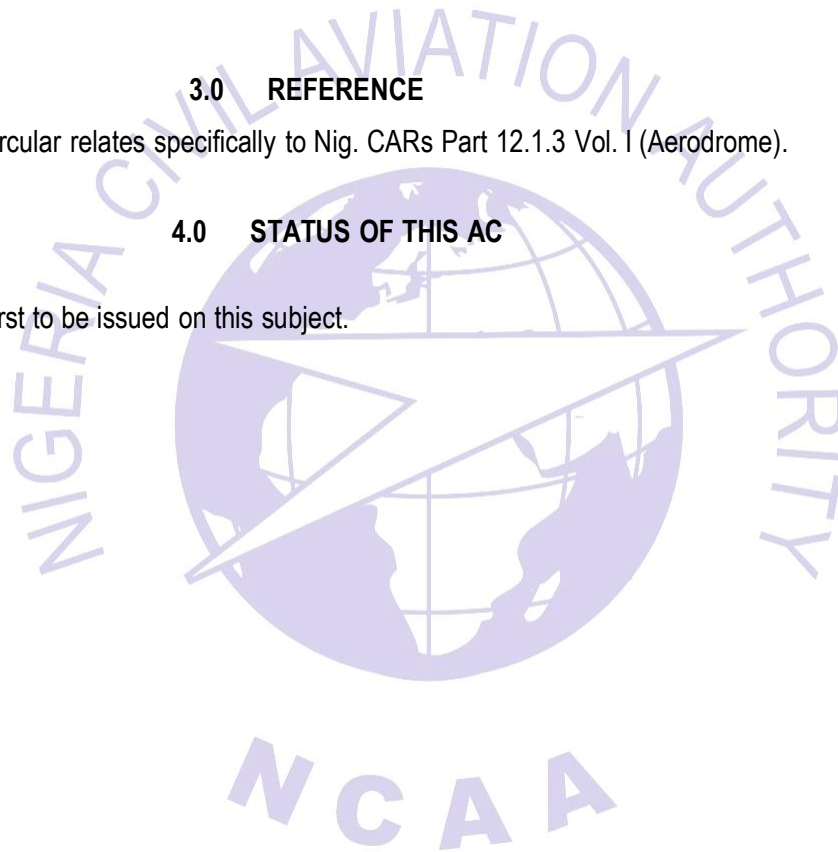 3.0 REFERENCE
rcular relates specifically to Nig. CARs Part 12.1.3 Vol. I (Aerodrome).
4.0 STATUS OF THIS AC
rst to be issued on this subject.
NIGERIA CIVIL AVIATION AUTHORITY
NCAA